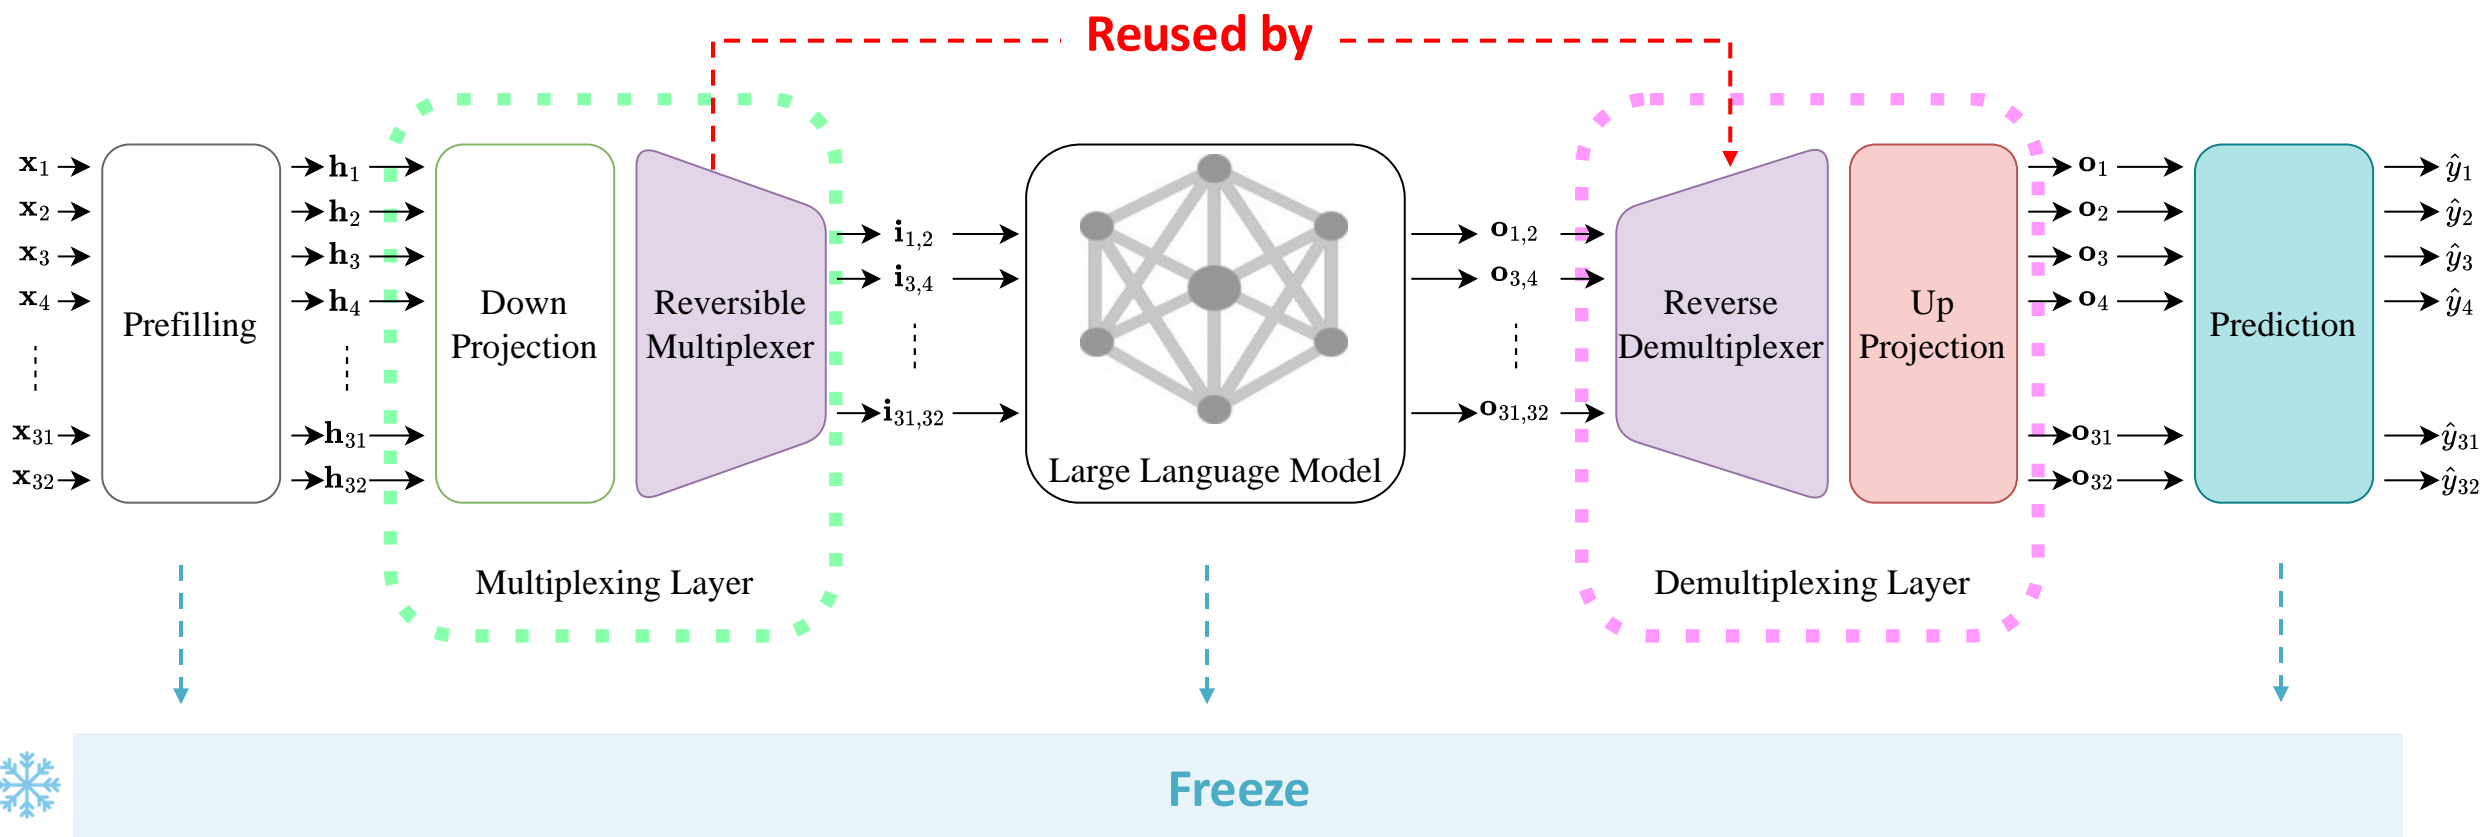 Reused by
x1
x2
x3
x4
x31
x32
Prefilling
h1
h2
h3
h4
h31
h32
Down
Projection
Reversible
Multiplexer
Multiplexing Layer
i1,2
i3,4
i31,32
Large Language Model
o1,2
o3,4
o31,32
Reverse
Demultiplexer
Up
Projection
Demultiplexing Layer
o1
o2
o3
o4
o31
o32
Prediction
ŷ1
ŷ2
ŷ3
ŷ4
ŷ31
ŷ32
Freeze